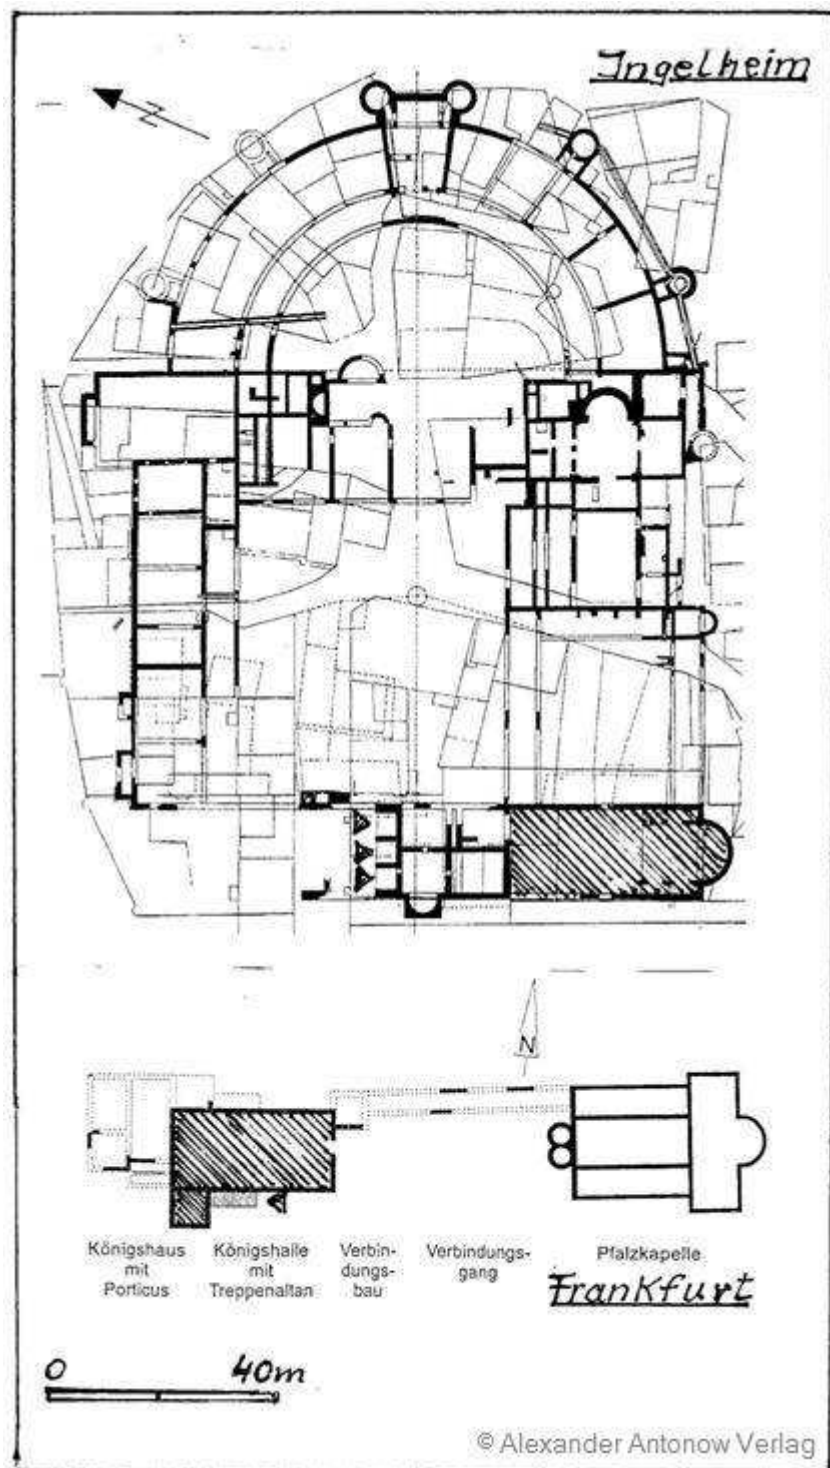 Ingelheim
N
Königshaus
mit
Porticus
Königshalle
mit
Treppenaltan
Verbin-
dungs-
bau
Verbindungs-
gang
Pfalzkapelle
Frankfurt
0 40m
© Alexander Antonow Verlag